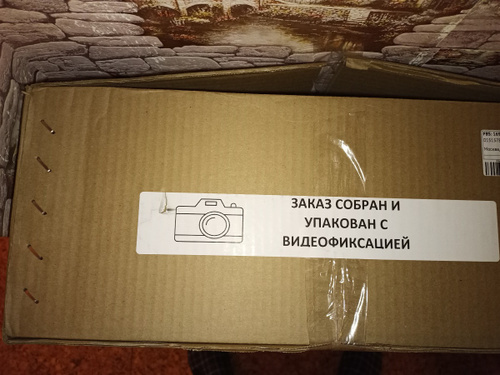 ЗАКАЗ СОБРАН И
УПАКОВАН С
ВИДЕОФИКСАЦИЕЙ